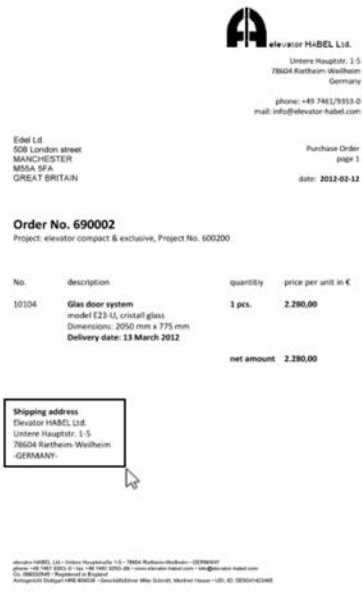 elevator HABEL Ltd.
Untere Hauptstr. 1-5
78604 Rietheim-Weilheim
Germany
phone: +49 7461/9353-0
mail: info@elevator-habel.com
Edel Ld
508 London street
MANCHESTER
M55A 5FA
GREAT BRITAIN
Purchase Order
page 1
date: 2012-02-12
Order No. 690002
Project: elevator compact & exclusive, Project No. 600200
No. description quantitiy price per unit in €
10104 Glas door system 1 pcs. 2.280,00
model E23-U, cristall glass
Dimensions: 2050 mm x 775 mm
Delivery date: 13 March 2012
net amount 2.280,00
Shipping address
Elevator HABEL Ltd.
Untere Hauptstr. 1-5
78604 Rietheim-Weilheim
-GERMANY-